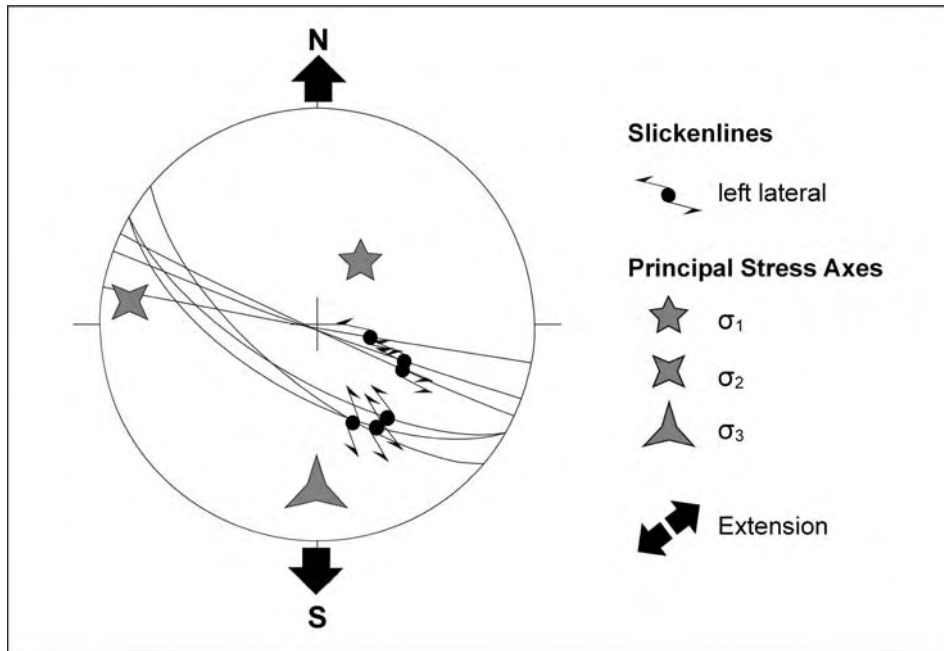 N
Slickenlines
left lateral
Principal Stress Axes
σ1
σ2
σ3
Extension
S